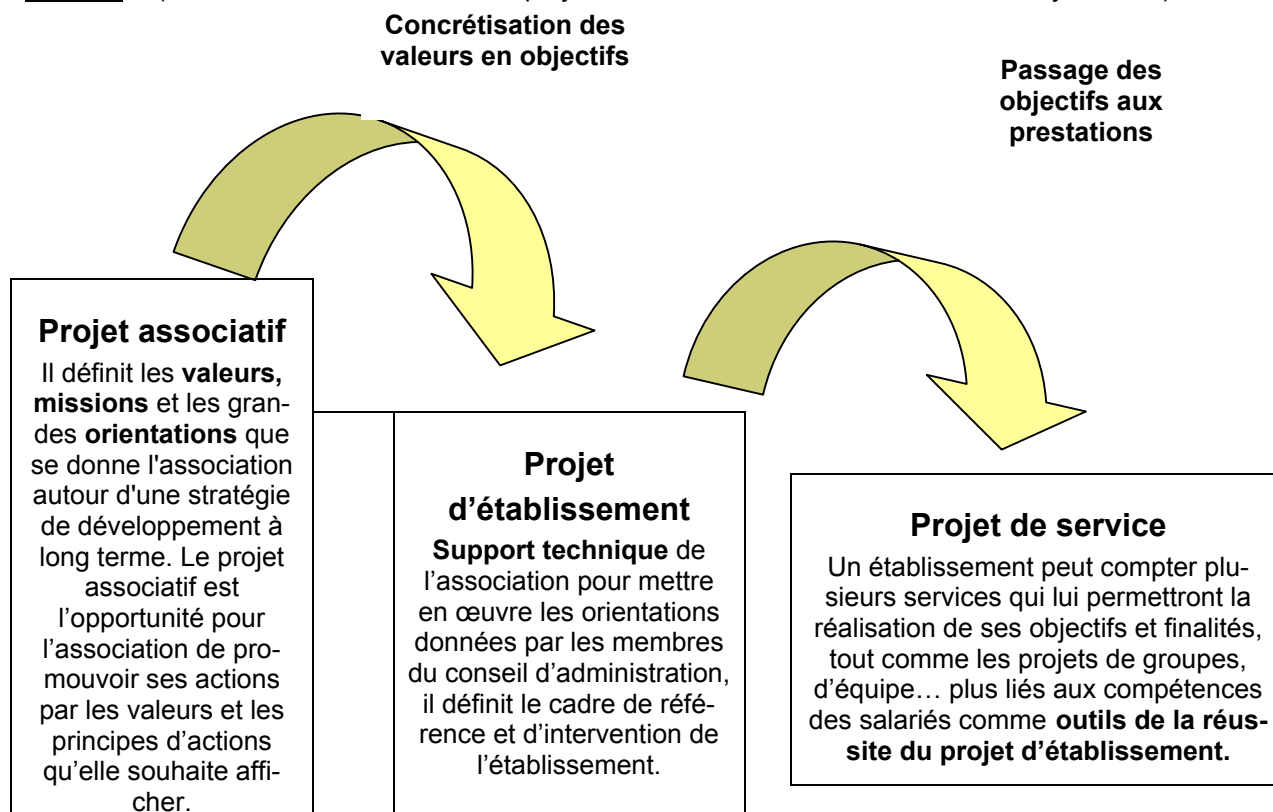 Concrétisation des
valeurs en objectifs
Passage des
objectifs aux
prestations
Projet associatif
Il définit les valeurs,
missions et les gran-
des orientations que
se donne l'association
autour d'une stratégie
de développement à
long terme. Le projet
associatif est
l’opportunité pour
l’association de pro-
mouvoir ses actions
par les valeurs et les
principes d’actions
qu’elle souhaite affi-
cher.
Projet
d’établissement
Support technique de
l’association pour mettre
en œuvre les orientations
données par les membres
du conseil d’administration,
il définit le cadre de réfé-
rence et d’intervention de
l’établissement.
Projet de service
Un établissement peut compter plu-
sieurs services qui lui permettront la
réalisation de ses objectifs et finalités,
tout comme les projets de groupes,
d’équipe… plus liés aux compétences
des salariés comme outils de la réus-
site du projet d’établissement.